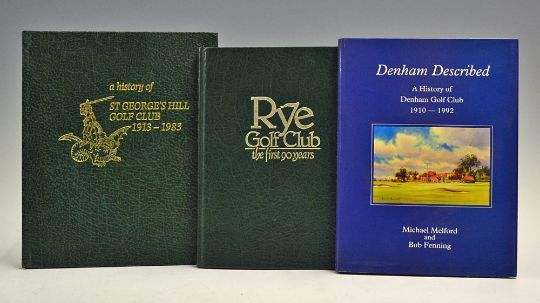 a history of
ST GEORGE'S HILL
GOLF CLUB
1913 - 1983
Rye
Golf Club
the first 90 years
Denham Described
A History of
Denham Golf Club
1910 — 1992
Michael Melford
and
Bob Fenning